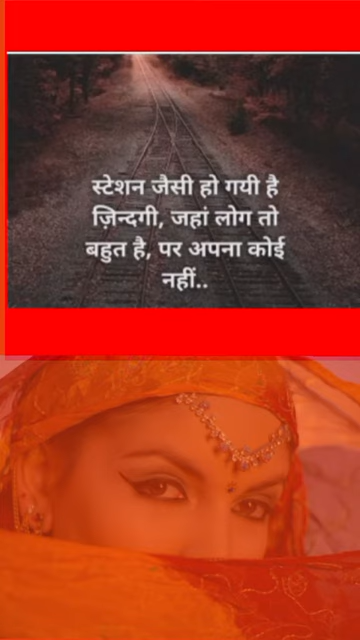 स्टेशन जैसी हो गयी है
ज़िन्दगी, जहां लोग तो
बहुत है, पर अपना कोई
नहीं..